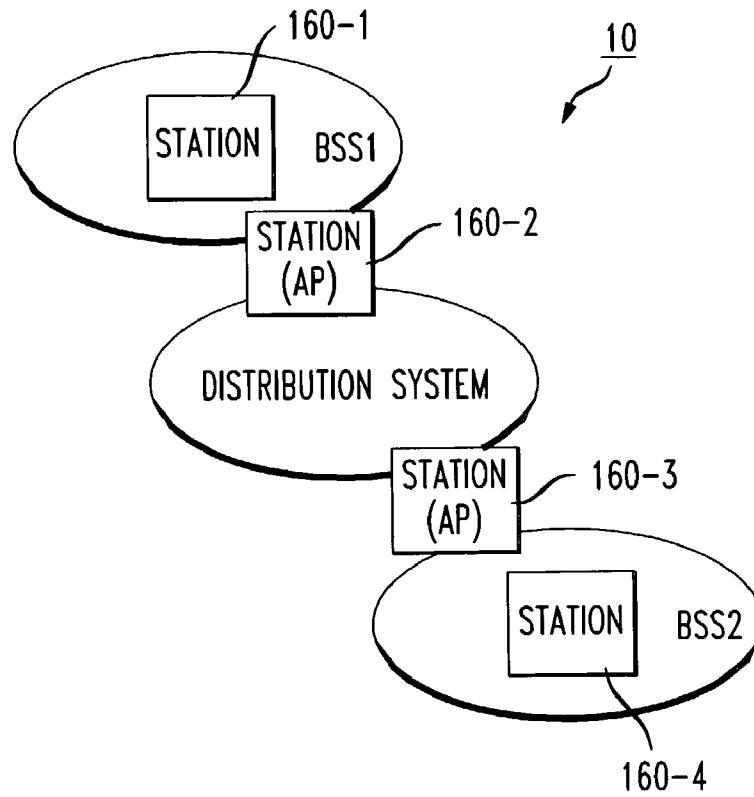 160-1
10
STATION
BSS1
STATION
(AP)
160-2
DISTRIBUTION SYSTEM
STATION
(AP)
160-3
STATION
BSS2
160-4